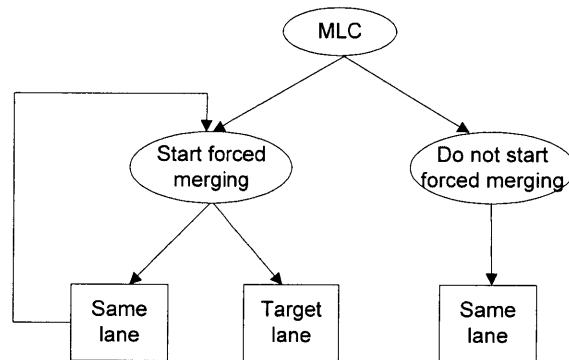 MLC
Start forced
merging
Do not start
forced merging
Same
lane
Target
lane
Same
lane